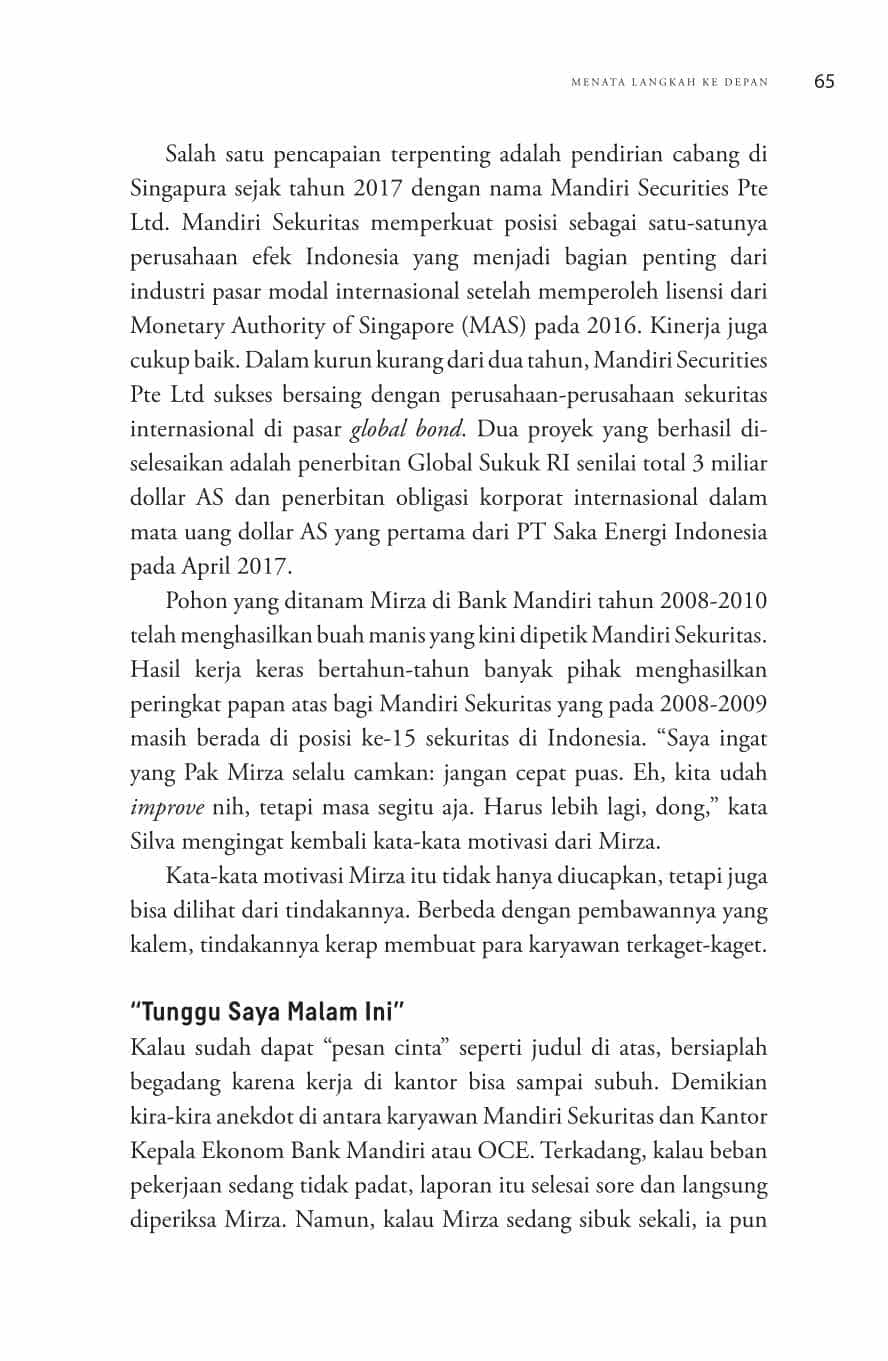 MENATA LANGKAH KE DEPAN 65
Salah satu pencapaian terpenting adalah pendirian cabang di
Singapura sejak tahun 2017 dengan nama Mandiri Securities Pte
Ltd. Mandiri Sekuritas memperkuat posisi sebagai satu-satunya
perusahaan efek Indonesia yang menjadi bagian penting dari
industri pasar modal internasional setelah memperoleh lisensi dari
Monetary Authority of Singapore (MAS) pada 2016. Kinerja juga
cukup baik. Dalam kurun kurang dari dua tahun, Mandiri Securities
Pte Ltd sukses bersaing dengan perusahaan-perusahaan sekuritas
internasional di pasar global bond. Dua proyek yang berhasil di-
selesaikan adalah penerbitan Global Sukuk RI senilai total 3 miliar
dollar AS dan penerbitan obligasi korporat internasional dalam
mata uang dollar AS yang pertama dari PT Saka Energi Indonesia
pada April 2017.
Pohon yang ditanam Mirza di Bank Mandiri tahun 2008-2010
telah menghasilkan buah manis yang kini dipetik Mandiri Sekuritas.
Hasil kerja keras bertahun-tahun banyak pihak menghasilkan
peringkat papan atas bagi Mandiri Sekuritas yang pada 2008-2009
masih berada di posisi ke-15 sekuritas di Indonesia. “Saya ingat
yang Pak Mirza selalu camkan: jangan cepat puas. Eh, kita udah
improve nih, tetapi masa segitu aja. Harus lebih lagi, dong,” kata
Silva mengingat kembali kata-kata motivasi dari Mirza.
Kata-kata motivasi Mirza itu tidak hanya diucapkan, tetapi juga
bisa dilihat dari tindakannya. Berbeda dengan pembawannya yang
kalem, tindakannya kerap membuat para karyawan terkaget-kaget.
“Tunggu Saya Malam Ini”
Kalau sudah dapat “pesan cinta” seperti judul di atas, bersiaplah
begadang karena kerja di kantor bisa sampai subuh. Demikian
kira-kira anekdot di antara karyawan Mandiri Sekuritas dan Kantor
Kepala Ekonom Bank Mandiri atau OCE. Terkadang, kalau beban
pekerjaan sedang tidak padat, laporan itu selesai sore dan langsung
diperiksa Mirza. Namun, kalau Mirza sedang sibuk sekali, ia pun